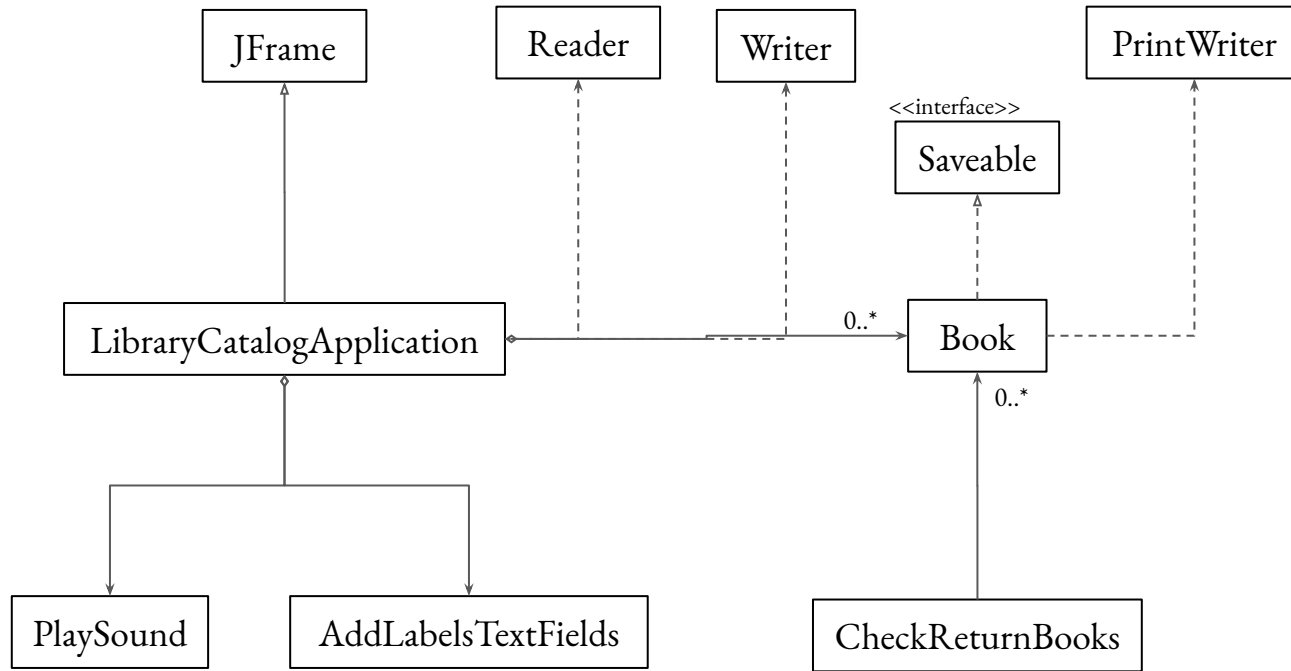 JFrame
Reader
Writer
PrintWriter
<<interface>>
Saveable
LibraryCatalogApplication
0..*
Book
0..*
PlaySound
AddLabelsTextFields
CheckReturnBooks